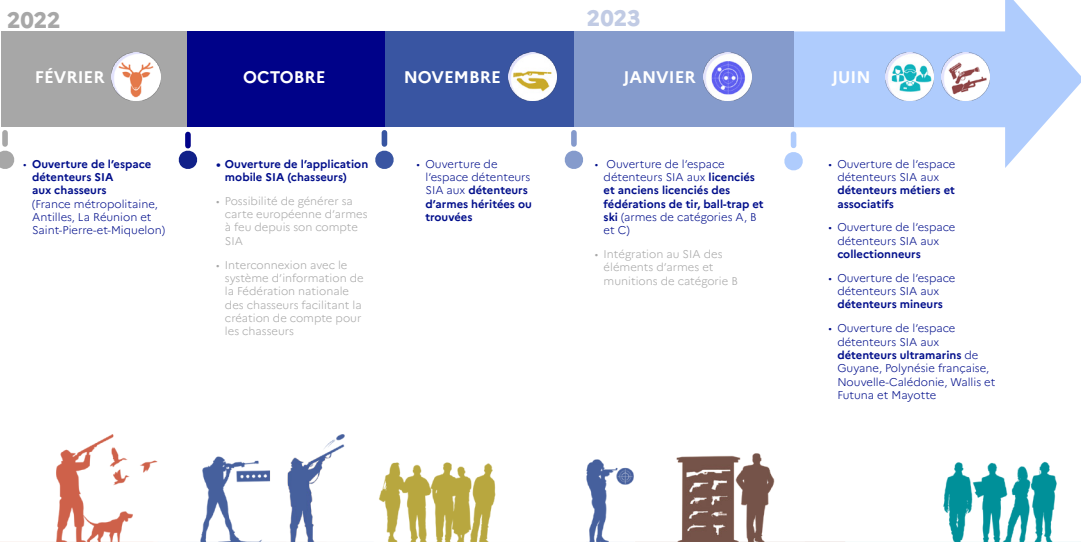 2022
2023
FÉVRIER
OCTOBRE
NOVEMBRE
JANVIER
JUIN
• Ouverture de l'espace
détenteurs SIA
aux chasseurs
(France métropolitaine,
Antilles, La Réunion et
Saint-Pierre-et-Miquelon)
• Ouverture de l'application
mobile SIA (chasseurs)
• Possibilité de générer sa
carte européenne d'armes
à feu depuis son compte
SIA
• Interconnexion avec le
système d'information de
la Fédération nationale
des chasseurs facilitant la
création de compte pour
les chasseurs
• Ouverture de
l'espace détenteurs
SIA aux détenteurs
d'armes héritées ou
trouvées
• Ouverture de l'espace
détenteurs SIA aux licenciés
et anciens licenciés des
fédérations de tir, ball-trap et
ski (armes de catégories A, B
et C)
• Intégration au SIA des
éléments d'armes et
munitions de catégorie B
• Ouverture de l'espace
détenteurs SIA aux
détenteurs métiers et
associatifs
• Ouverture de l'espace
détenteurs SIA aux
collectionneurs
• Ouverture de l'espace
détenteurs SIA aux
détenteurs mineurs
• Ouverture de l'espace
détenteurs SIA aux
détenteurs ultramarins de
Guyane, Polynésie française,
Nouvelle-Calédonie, Wallis et
Futuna et Mayotte